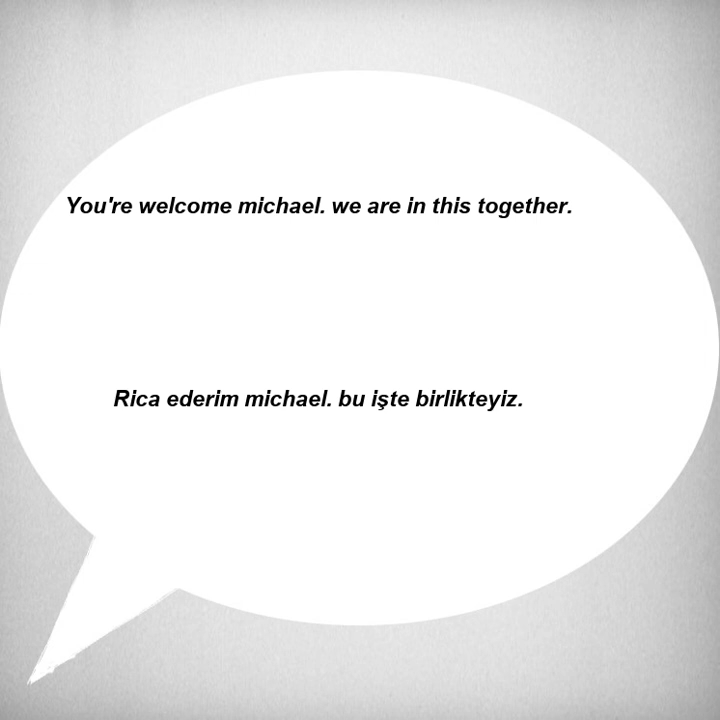 You're welcome michael. we are in this together.
Rica ederim michael. bu işte birlikteyiz.